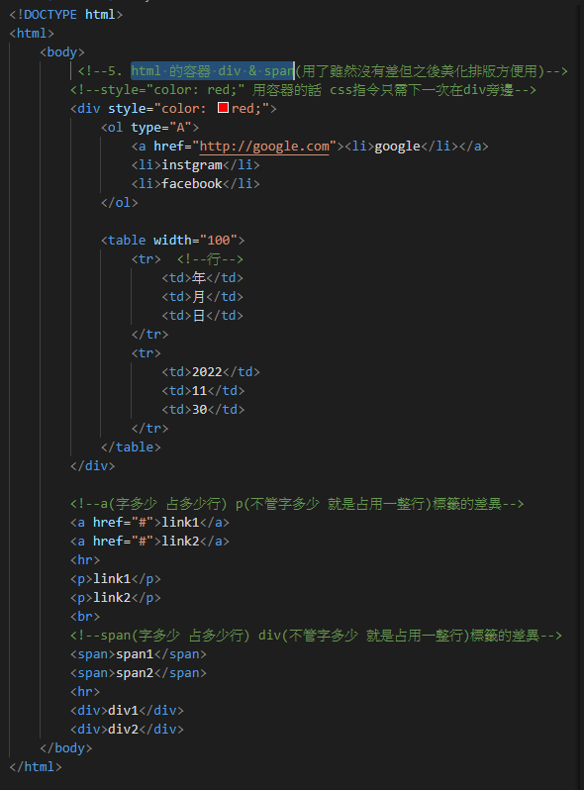 <!DOCTYPE html>
<html>
<body>
<!--5. html 的容器 div & span(用了雖然沒有差但之後美化排版方便用)-->
<!--style="color: red;" 用容器的話 css指令只需下一次在div旁邊-->
<div style="color: red;">
<ol type="A">
<a href="http://google.com"><li>google</li></a>
<li>instgram</li>
<li>facebook</li>
</ol>
<table width="100">
<tr> <!--行-->
<td>年</td>
<td>月</td>
<td>日</td>
</tr>
<tr>
<td>2022</td>
<td>11</td>
<td>30</td>
</tr>
</table>
</div>
<!--a(字多少 占多少行) p(不管字多少 就是占用一整行)標籤的差異-->
<a href="#">link1</a>
<a href="#">link2</a>
<hr>
<p>link1</p>
<p>link2</p>
<br>
<!--span(字多少 占多少行) div(不管字多少 就是占用一整行)標籤的差異-->
<span>span1</span>
<span>span2</span>
<hr>
<div>div1</div>
<div>div2</div>
</body>
</html>